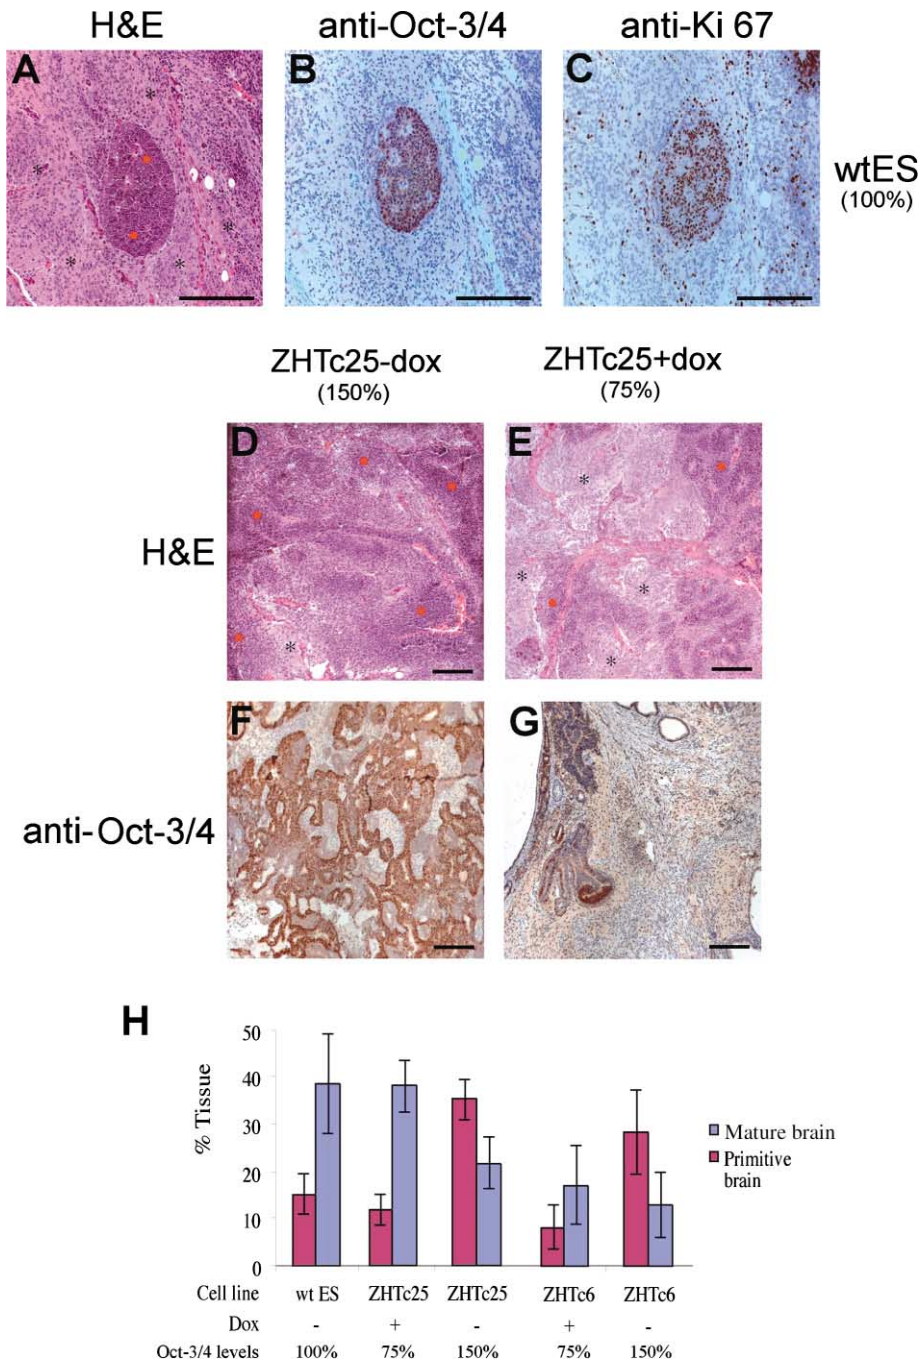 H&E anti-Oct-3/4 anti-Ki 67
A B C
wtES
(100%)
ZHTc25-dox ZHTc25+dox
(150%) (75%)
D E
* * * * * * * * *
H&E
F G
anti-Oct-3/4
H
% Tissue
50
40
30
20
10
0
Mature brain
Primitive
brain
Cell line wt ES ZHTc25 ZHTc25 ZHTc6 ZHTc6
Dox - + - + -
Oct-3/4 levels 100% 75% 150% 75% 150%